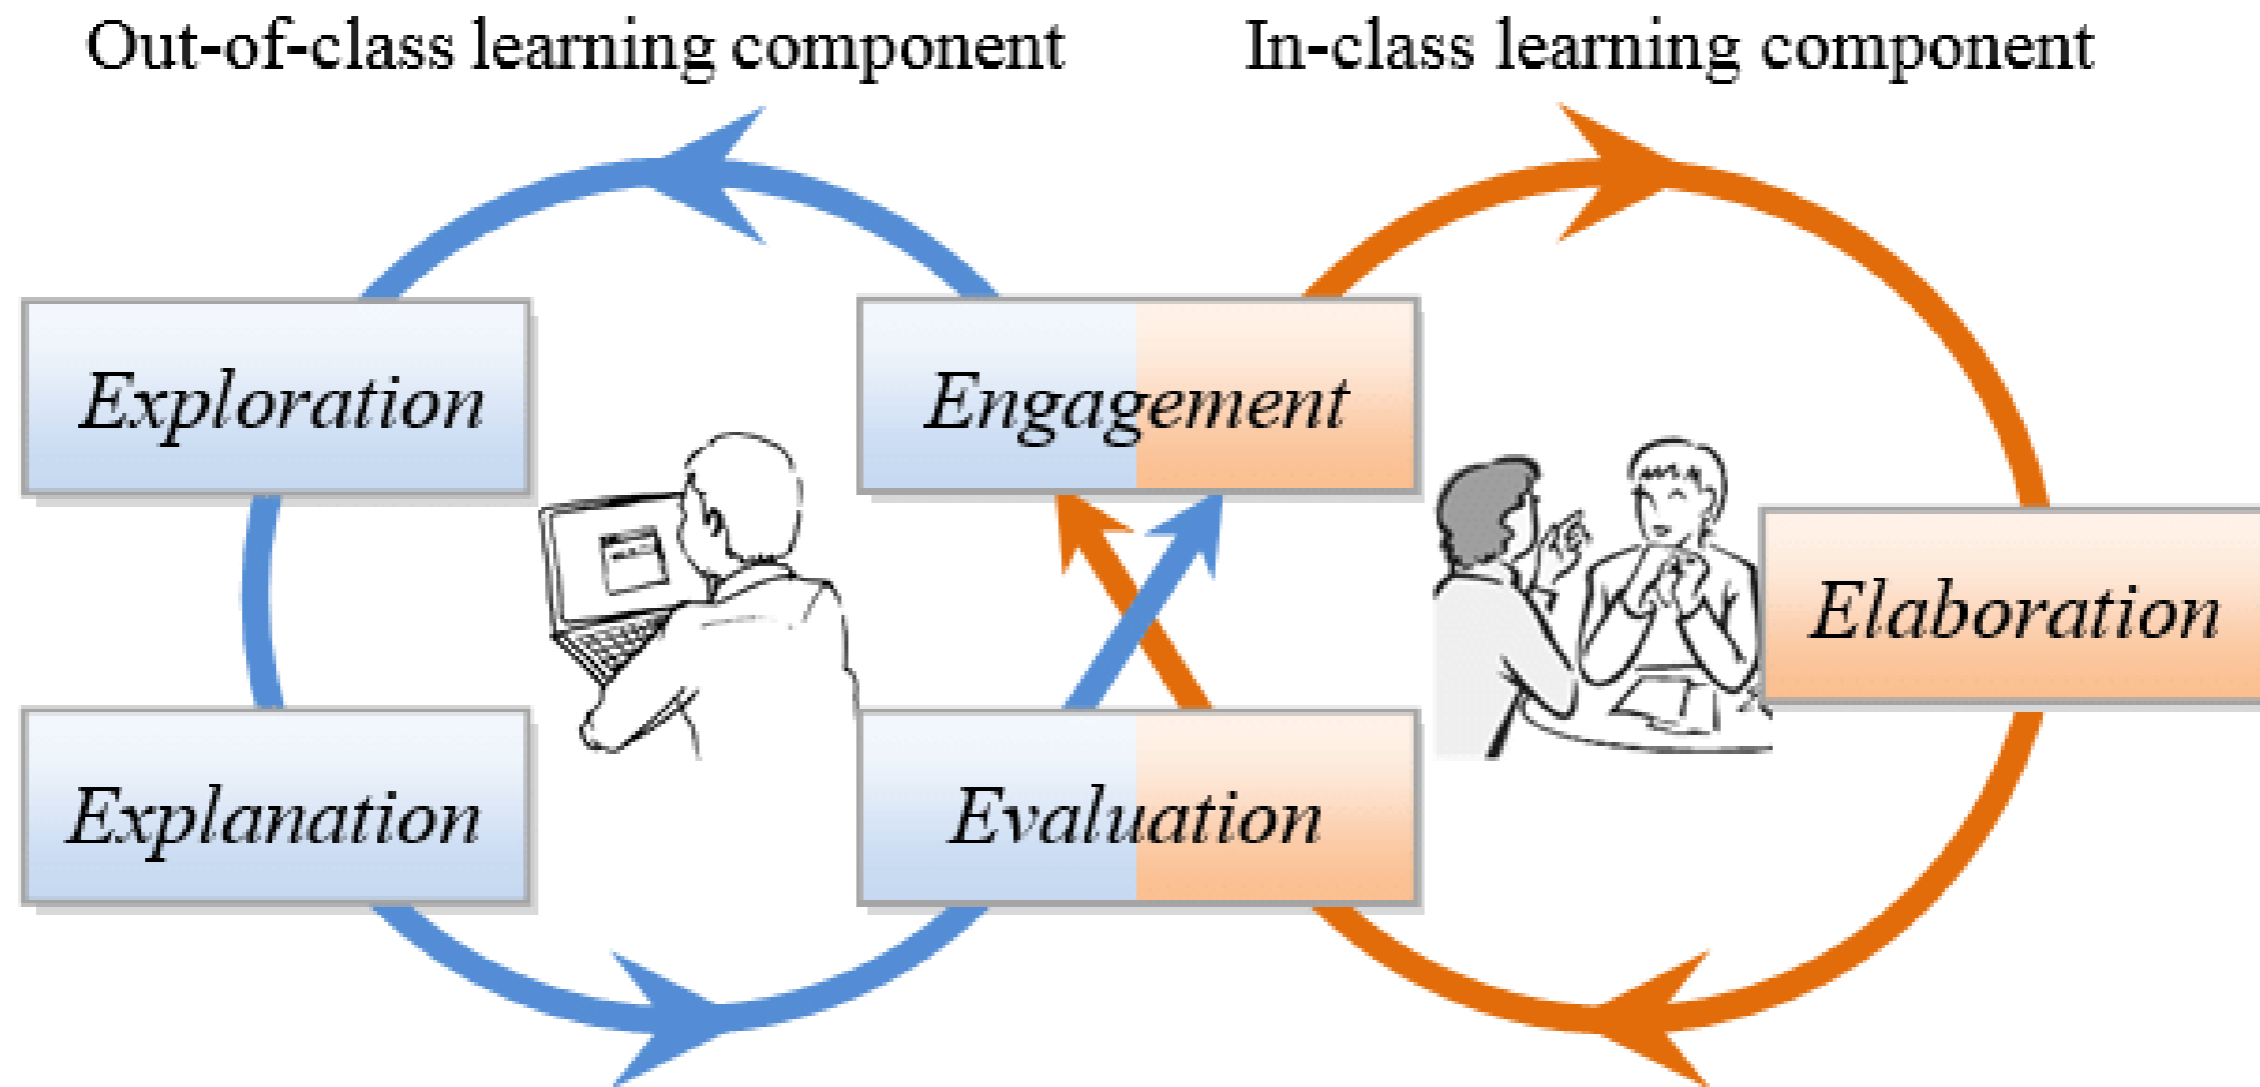 Out-of-class learning component
In-class learning component
Exploration
Engagement
Elaboration
Explanation
Evaluation